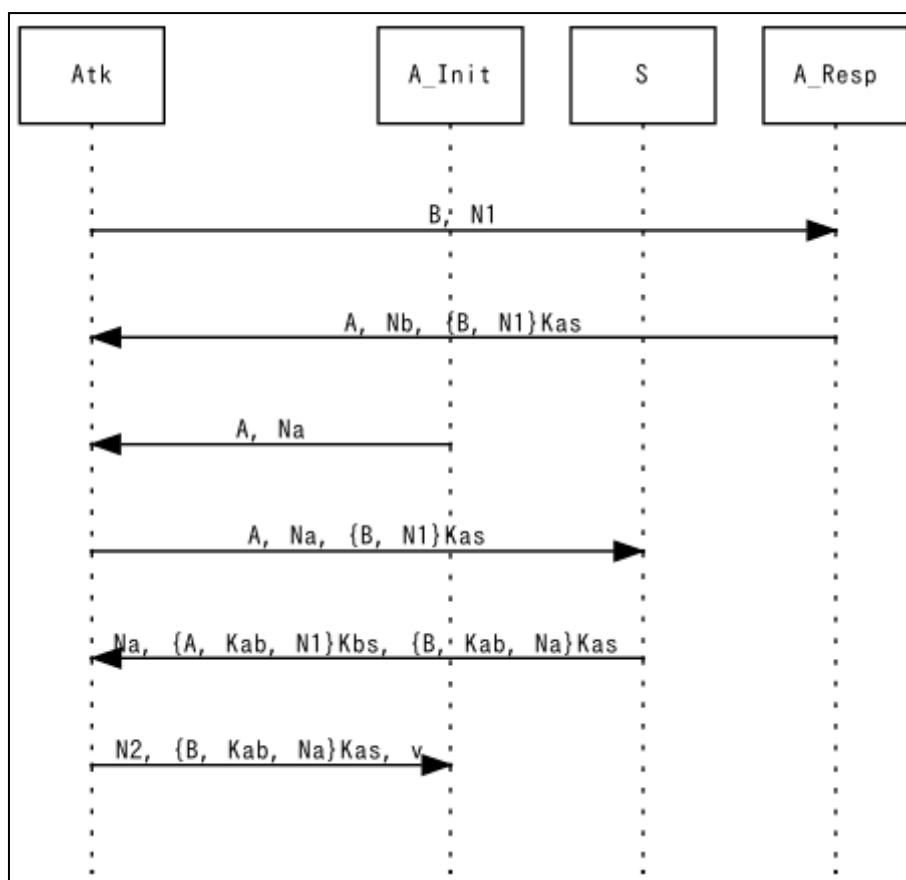 Atk A_Init S A_Resp
B, N1
A, Nb, {B, N1}Kas
A, Na
A, Na, {B, N1}Kas
Na, {A, Kab, N1}Kbs, {B, Kab, Na}Kas
N2, {B, Kab, Na}Kas, v